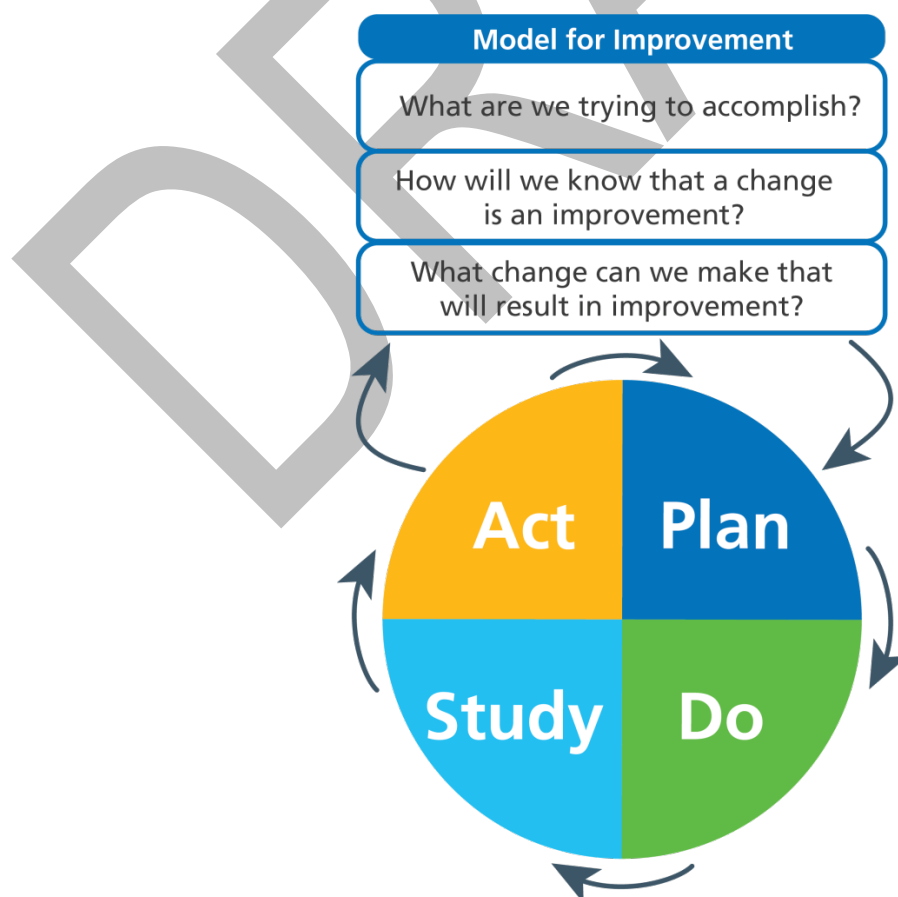 Model for Improvement
What are we trying to accomplish?
How will we know that a change
is an improvement?
What change can we make that
will result in improvement?
Act
Plan
Study
Do